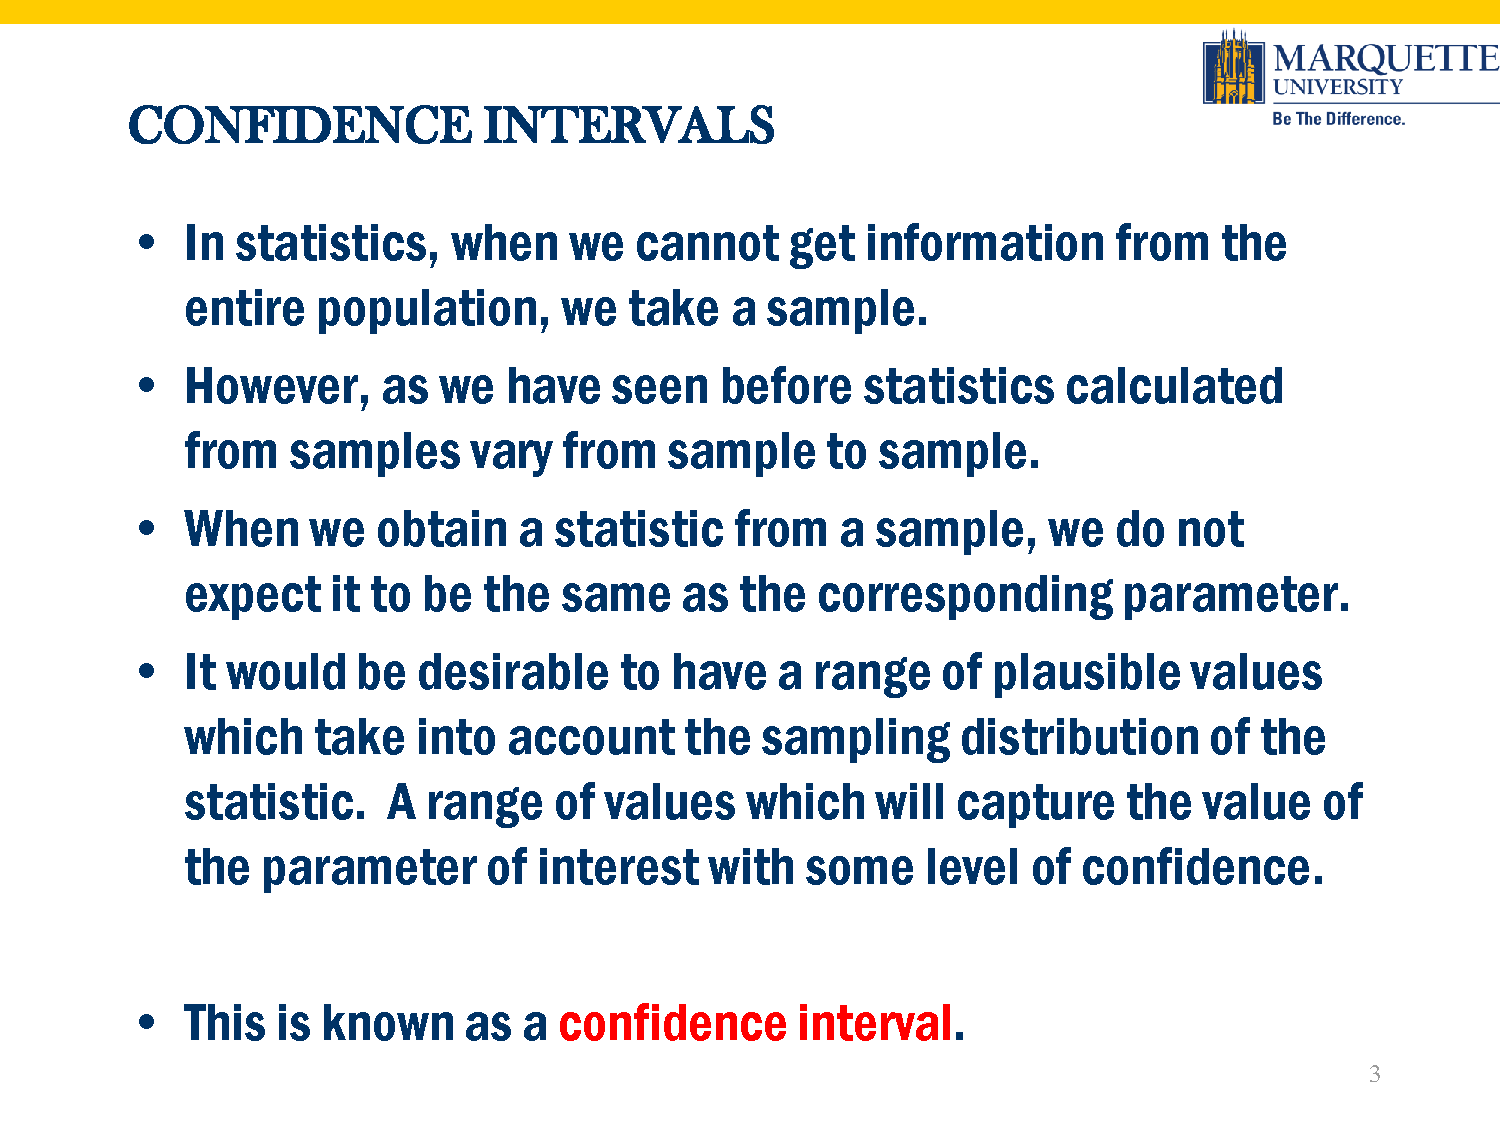 MARQUETTE
UNIVERSITY
Be The Difference.
CONFIDENCE INTERVALS
• In statistics, when we cannot get information from the
entire population, we take a sample.
• However, as we have seen before statistics calculated
from samples vary from sample to sample.
• When we obtain a statistic from a sample, we do not
expect it to be the same as the corresponding parameter.
• It would be desirable to have a range of plausible values
which take into account the sampling distribution of the
statistic. A range of values which will capture the value of
the parameter of interest with some level of confidence.
• This is known as a confidence interval.
3